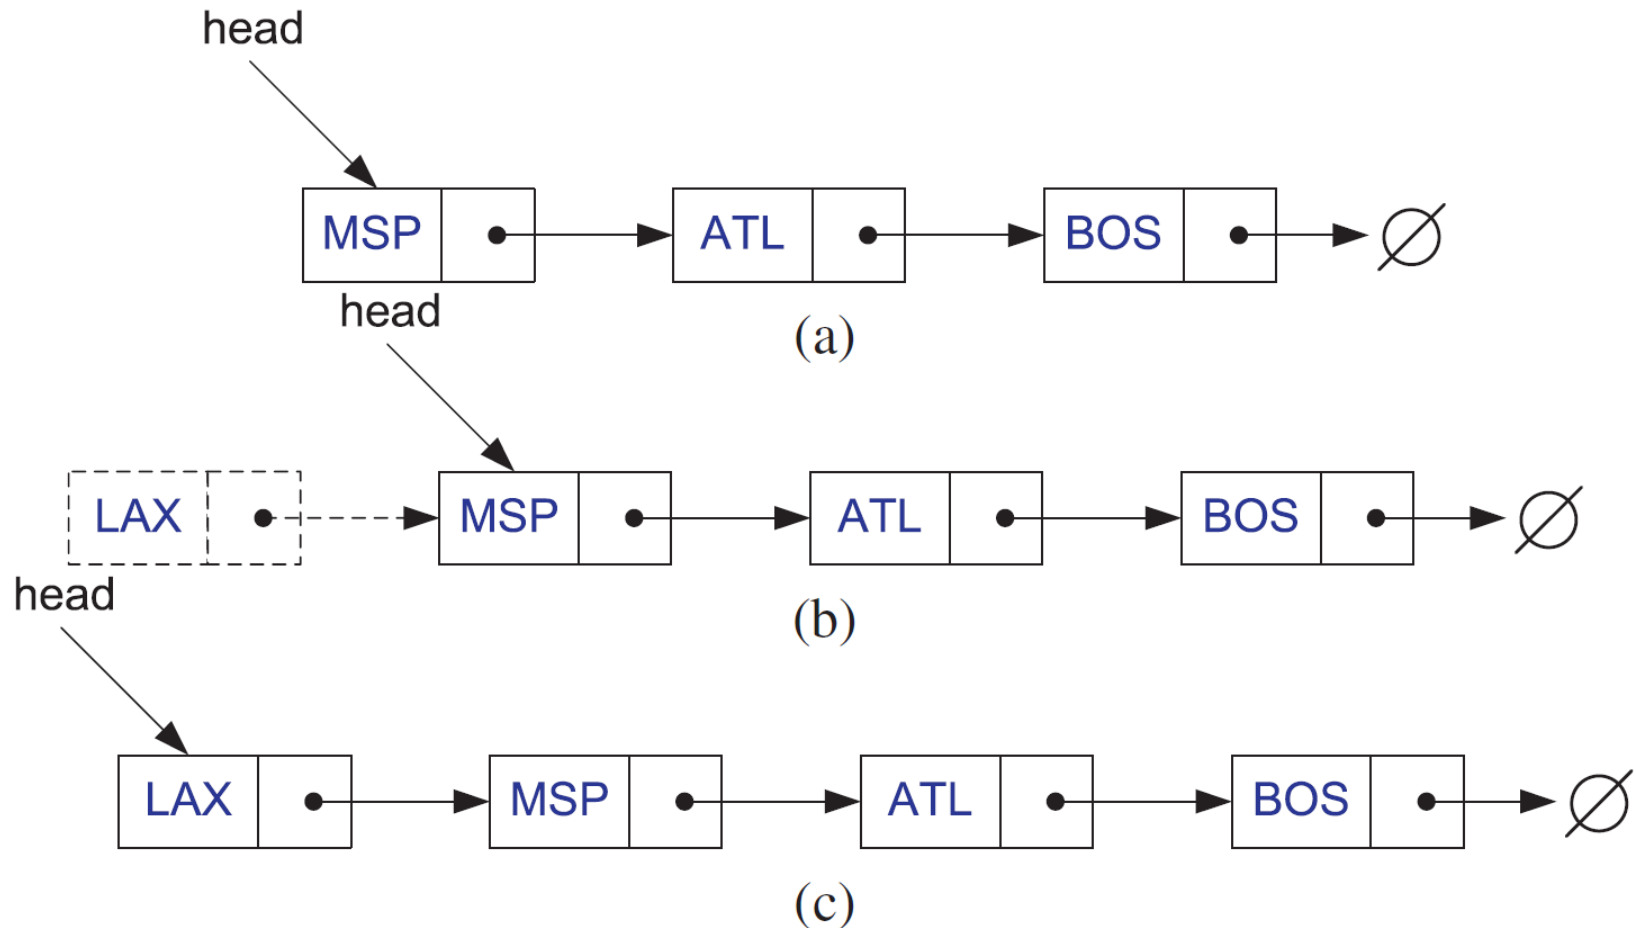 head
MSP ATL BOS ∅
head
(a)
LAX MSP ATL BOS ∅
head
(b)
LAX MSP ATL BOS ∅
(c)